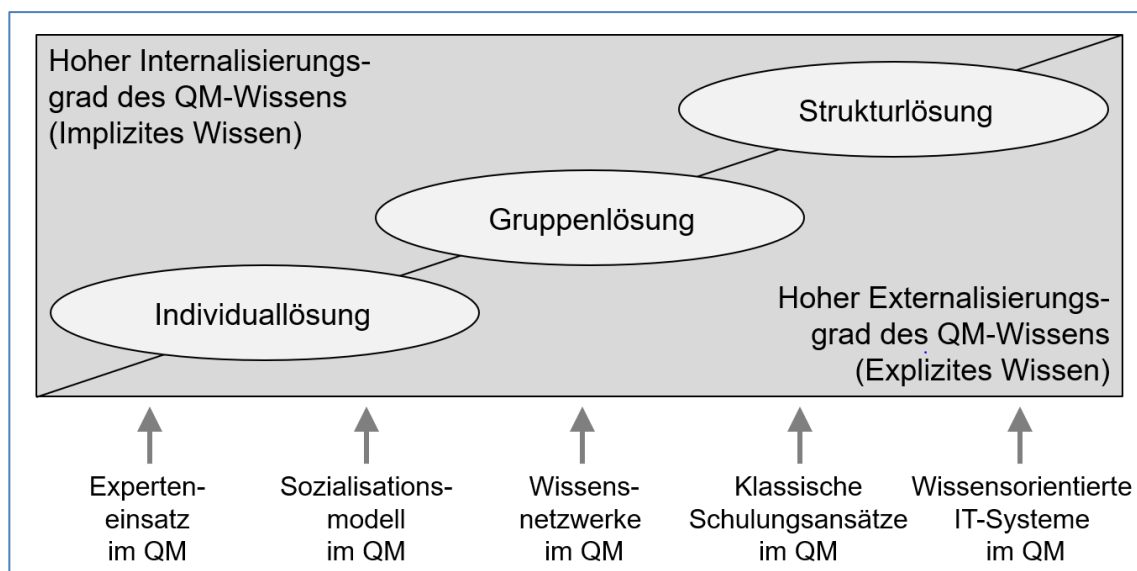 Hoher Internalisierungs-
grad des QM-Wissens
(Implizites Wissen)
Strukturlösung
Gruppenlösung
Individuallösung
Hoher Externalisierungs-
grad des QM-Wissens
(Explizites Wissen)
Experten-
einsatz
im QM
Sozialisations-
modell
im QM
Wissens-
netzwerke
im QM
Klassische
Schulungsansätze
im QM
Wissensorientierte
IT-Systeme
im QM